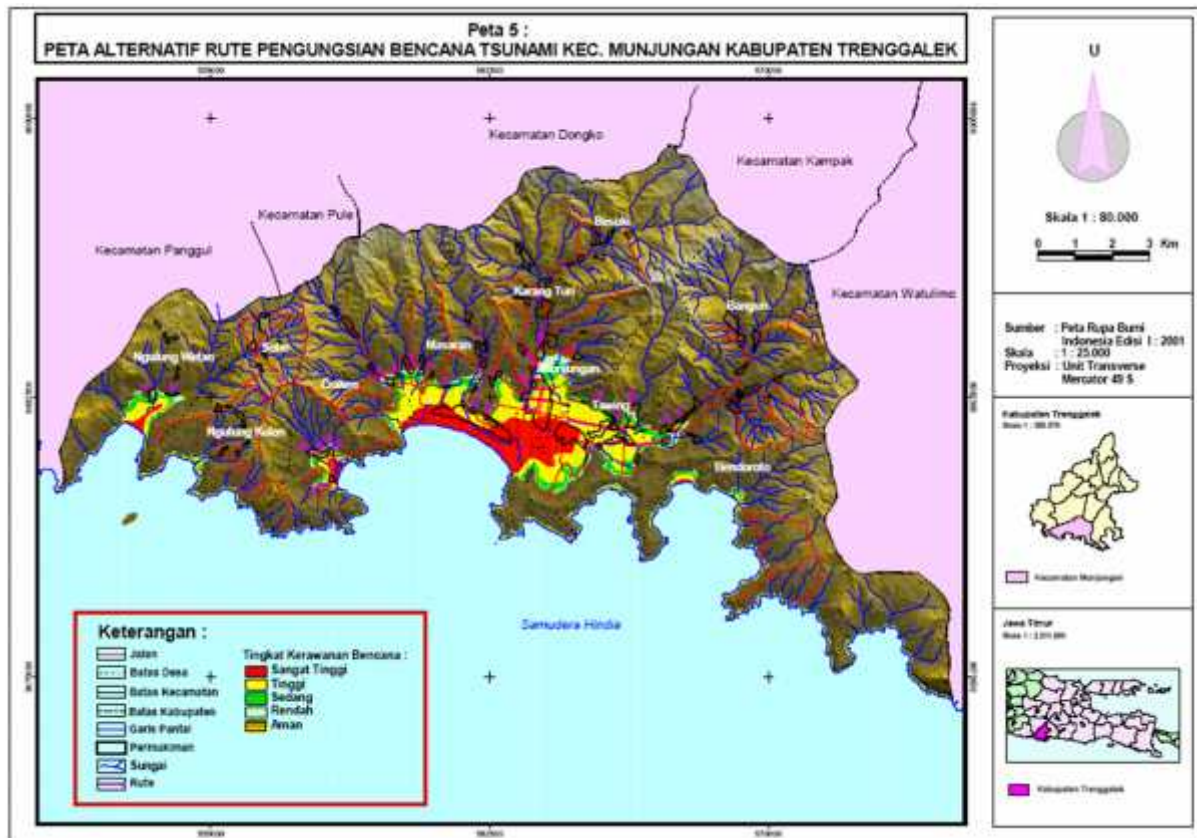 Peta 5 :
PETA ALTERNATIF RUTE PENGUNGSIAN BENCANA TSUNAMI KEC. MUNJUNGAN KABUPATEN TRENGGALEK
U
Skala 1 : 80.000
0 1 2 3 Km
Kecamatan Dongko
Kecamatan Kampak
Kecamatan Pule
Kecamatan Panggul
Kecamatan Watulimo
Besuki
Karang Turi
Bangun
Masaran
Ngulung Wetan
Craken
Munjungan
Tawing
Ngulung Kulon
Bendoroto
Samudera Hindia
Sumber : Peta Rupa Bumi
Indonesia Edisi I : 2001
Skala : 1 : 25.000
Proyeksi : Unit Transverse
Mercator 49 S
Kabupaten Trenggalek
Kecamatan Munjungan
Jawa Timur
Kabupaten Trenggalek
Keterangan :
Jalan
Batas Desa
Batas Kecamatan
Batas Kabupaten
Garis Pantai
Permukiman
Sungai
Rute
Tingkat Kerawanan Bencana :
Sangat Tinggi
Tinggi
Sedang
Rendah
Aman